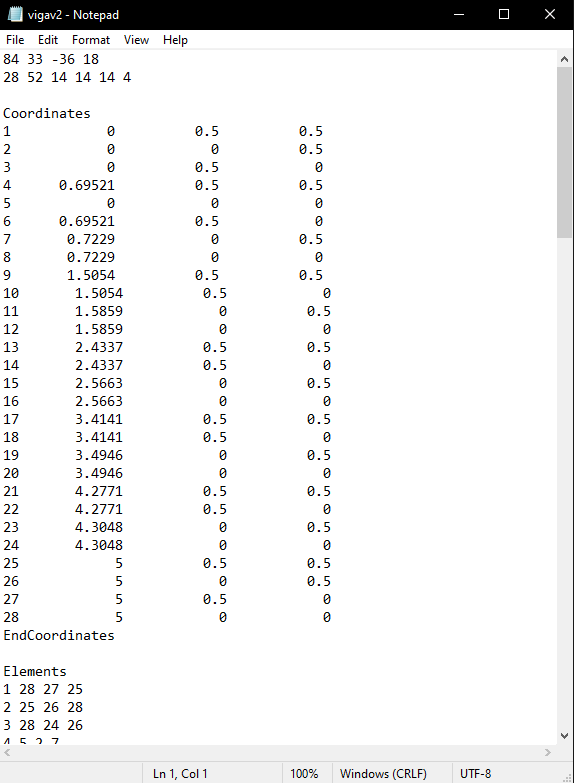 vigav2 - Notepad
File Edit Format View Help
84 33 -36 18
28 52 14 14 14 4
Coordinates
1 0 0.5 0.5
2 0 0 0.5
3 0 0.5 0
4 0.69521 0.5 0.5
5 0 0 0
6 0.69521 0.5 0
7 0.7229 0 0.5
8 0.7229 0 0
9 1.5054 0.5 0.5
10 1.5054 0.5 0
11 1.5859 0 0.5
12 1.5859 0 0
13 2.4337 0.5 0.5
14 2.4337 0.5 0
15 2.5663 0 0.5
16 2.5663 0 0
17 3.4141 0.5 0.5
18 3.4141 0.5 0
19 3.4946 0 0.5
20 3.4946 0 0
21 4.2771 0.5 0.5
22 4.2771 0.5 0
23 4.3048 0 0.5
24 4.3048 0 0
25 5 0.5 0.5
26 5 0 0.5
27 5 0.5 0
28 5 0 0
EndCoordinates
Elements
1 28 27 25
2 25 26 28
3 28 24 26
4 5 2 7
Ln 1, Col 1 100% Windows (CRLF) UTF-8